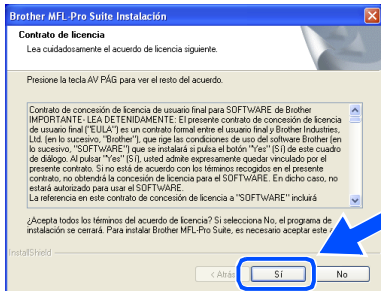 Brother MFL-Pro Suite Instalación
Contrato de licencia
Lea cuidadosamente el acuerdo de licencia siguiente.
Presione la tecla AV PÁG para ver el resto del acuerdo.
Contrato de concesión de licencia de usuario final para SOFTWARE de Brother
IMPORTANTE- LEA DETENIDAMENTE: El presente contrato de concesión de licencia
de usuario final ("EULA") es un contrato formal entre el usuario final y Brother Industries,
Ltd. (en lo sucesivo, "Brother"), que rige las condiciones de uso del software Brother (en
lo sucesivo, "SOFTWARE") que se instalará si pulsa el botón "Yes" (Sí) de este cuadro
de diálogo. Al pulsar "Yes" (Sí), usted admite expresamente quedar vinculado por el
presente contrato. Si no está de acuerdo con los términos recogidos en el presente
contrato, no obtendrá la concesión de licencia para el SOFTWARE. En dicho caso, no
estará autorizado para usar el SOFTWARE.
La referencia en este contrato de concesión de licencia a "SOFTWARE" incluirá
¿Acepta todos los términos del acuerdo de licencia? Si selecciona No, el programa de
instalación se cerrará. Para instalar Brother MFL-Pro Suite, es necesario aceptar este
InstallShield
< Atrás
Sí
No